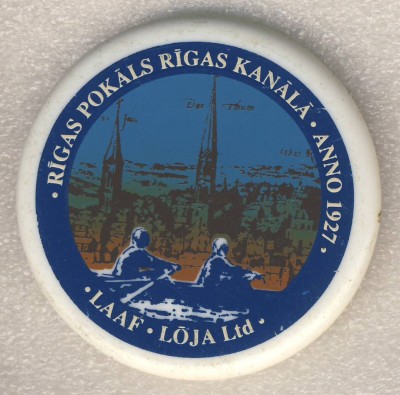 · RĪGAS POKĀLS RĪGAS KANĀLĀ · ANNO 1927 ·
· LAAF · LŌJA Ltd ·